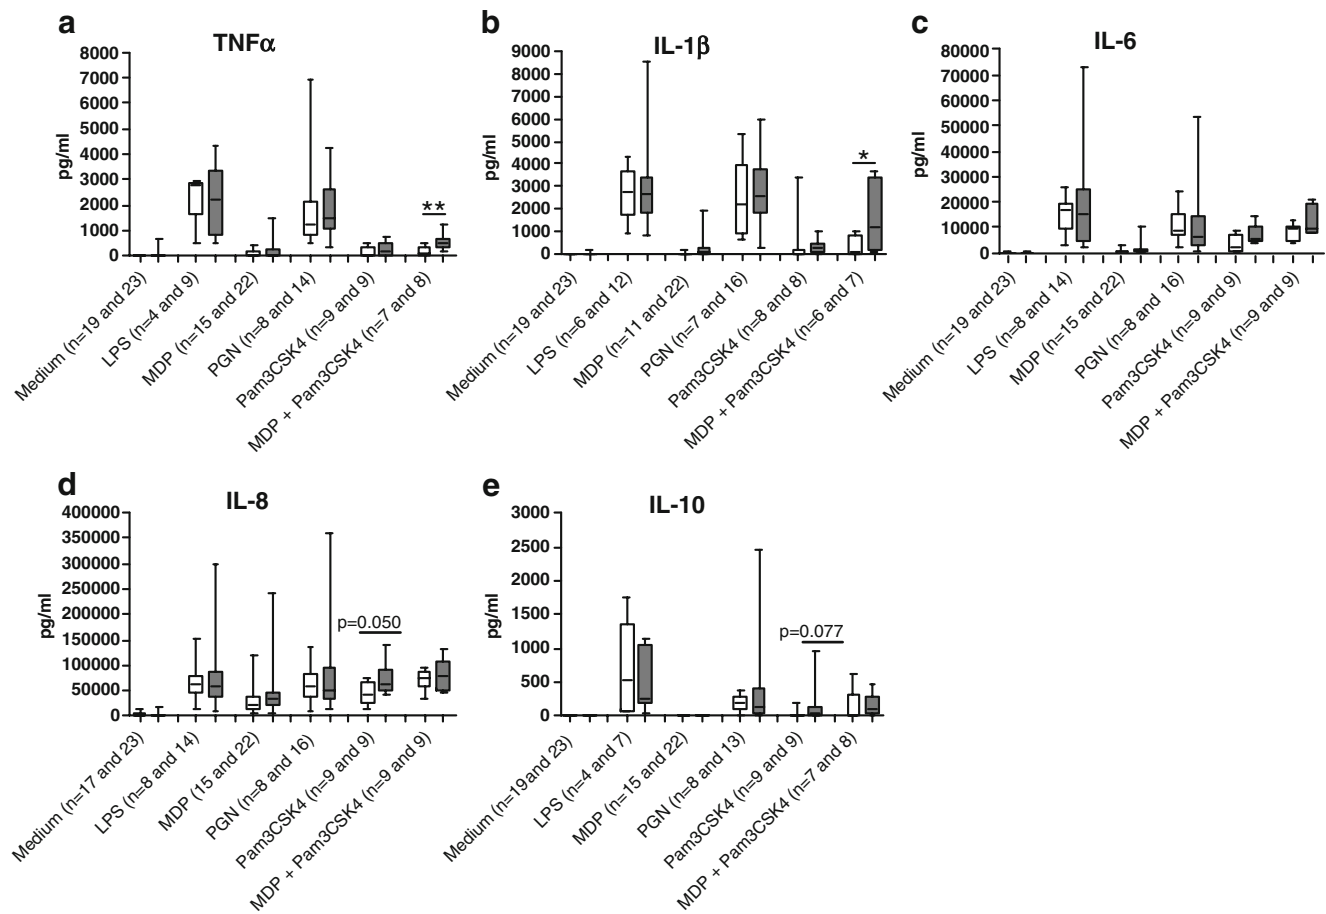 a
TNFα
8000
7000
6000
5000
4000
3000
2000
1000
0
pg/ml
**
Medium (n=19 and 23)
LPS (n=4 and 9)
MDP (n=15 and 22)
PGN (n=8 and 14)
Pam3CSK4 (n=9 and 9)
MDP + Pam3CSK4 (n=7 and 8)
b
IL-1β
9000
8000
7000
6000
5000
4000
3000
2000
1000
0
pg/ml
*
Medium (n=19 and 23)
LPS (n=6 and 12)
MDP (n=11 and 22)
PGN (n=7 and 16)
Pam3CSK4 (n=8 and 8)
MDP + Pam3CSK4 (n=6 and 7)
c
IL-6
80000
70000
60000
50000
40000
30000
20000
10000
0
pg/ml
Medium (n=19 and 23)
LPS (n=8 and 14)
MDP (n=15 and 22)
PGN (n=8 and 16)
Pam3CSK4 (n=9 and 9)
MDP + Pam3CSK4 (n=9 and 9)
d
IL-8
400000
350000
300000
250000
200000
150000
100000
50000
0
pg/ml
p=0.050
Medium (n=17 and 23)
LPS (n=8 and 14)
MDP (15 and 22)
PGN (n=8 and 16)
Pam3CSK4 (n=9 and 9)
MDP + Pam3CSK4 (n=9 and 9)
e
IL-10
3000
2500
2000
1500
1000
500
0
pg/ml
p=0.077
Medium (n=19 and 23)
LPS (n=4 and 7)
MDP (n=15 and 22)
PGN (n=8 and 13)
Pam3CSK4 (n=9 and 9)
MDP + Pam3CSK4 (n=7 and 8)